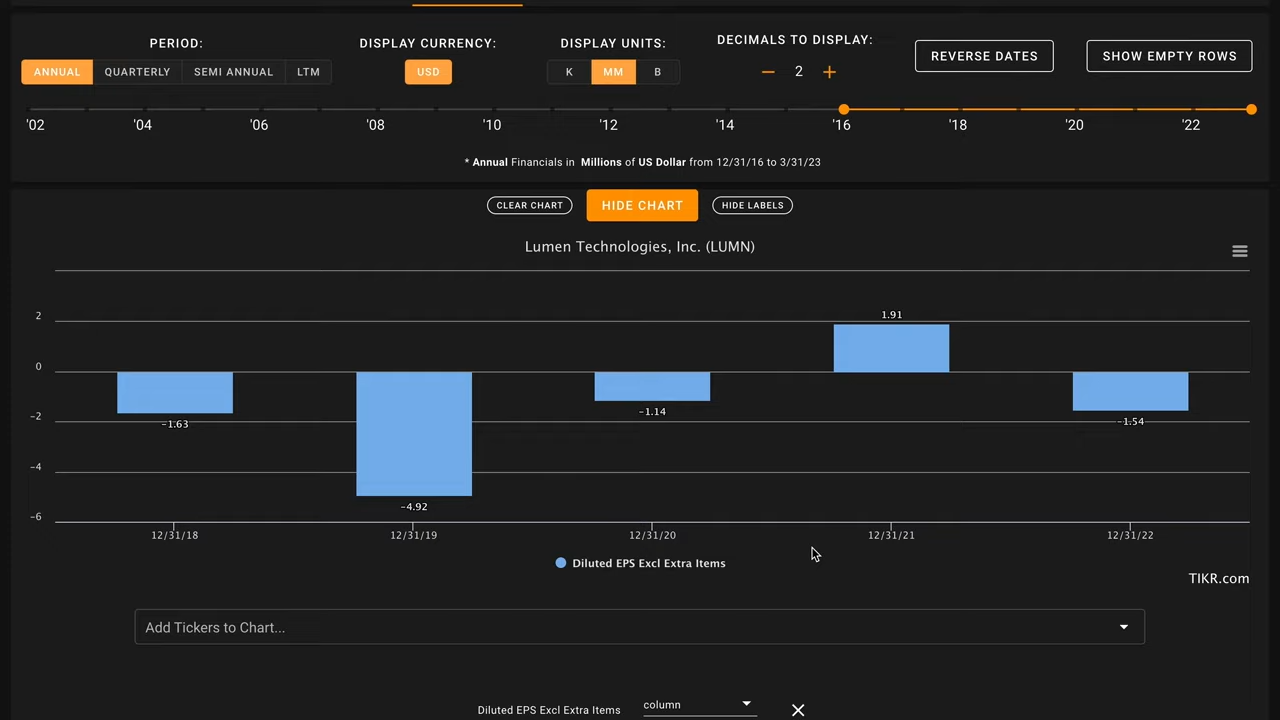 PERIOD: DISPLAY CURRENCY: DISPLAY UNITS: DECIMALS TO DISPLAY:
REVERSE DATES SHOW EMPTY ROWS
ANNUAL QUARTERLY SEMI ANNUAL LTM USD K MM B − 2 +
'02 '04 '06 '08 '10 '12 '14 '16 '18 '20 '22
* Annual Financials in Millions of US Dollar from 12/31/16 to 3/31/23
CLEAR CHART HIDE CHART HIDE LABELS
Lumen Technologies, Inc. (LUMN)
2
1.91
0
-1.14
-2
-1.63
-1.54
-4
-4.92
-6
12/31/18 12/31/19 12/31/20 12/31/21 12/31/22
Diluted EPS Excl Extra Items
TIKR.com
Add Tickers to Chart...
Diluted EPS Excl Extra Items column